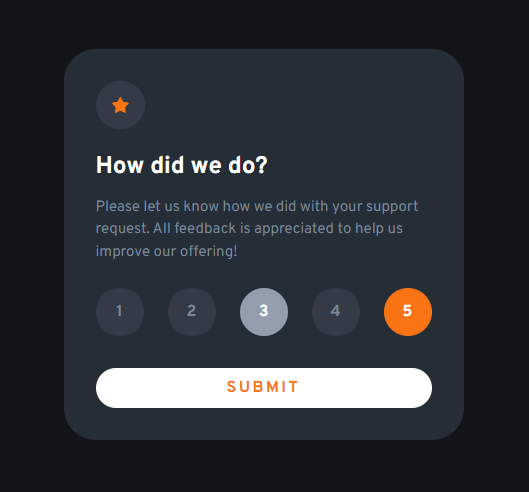 How did we do?
Please let us know how we did with your support
request. All feedback is appreciated to help us
improve our offering!
1 2 3 4 5
SUBMIT